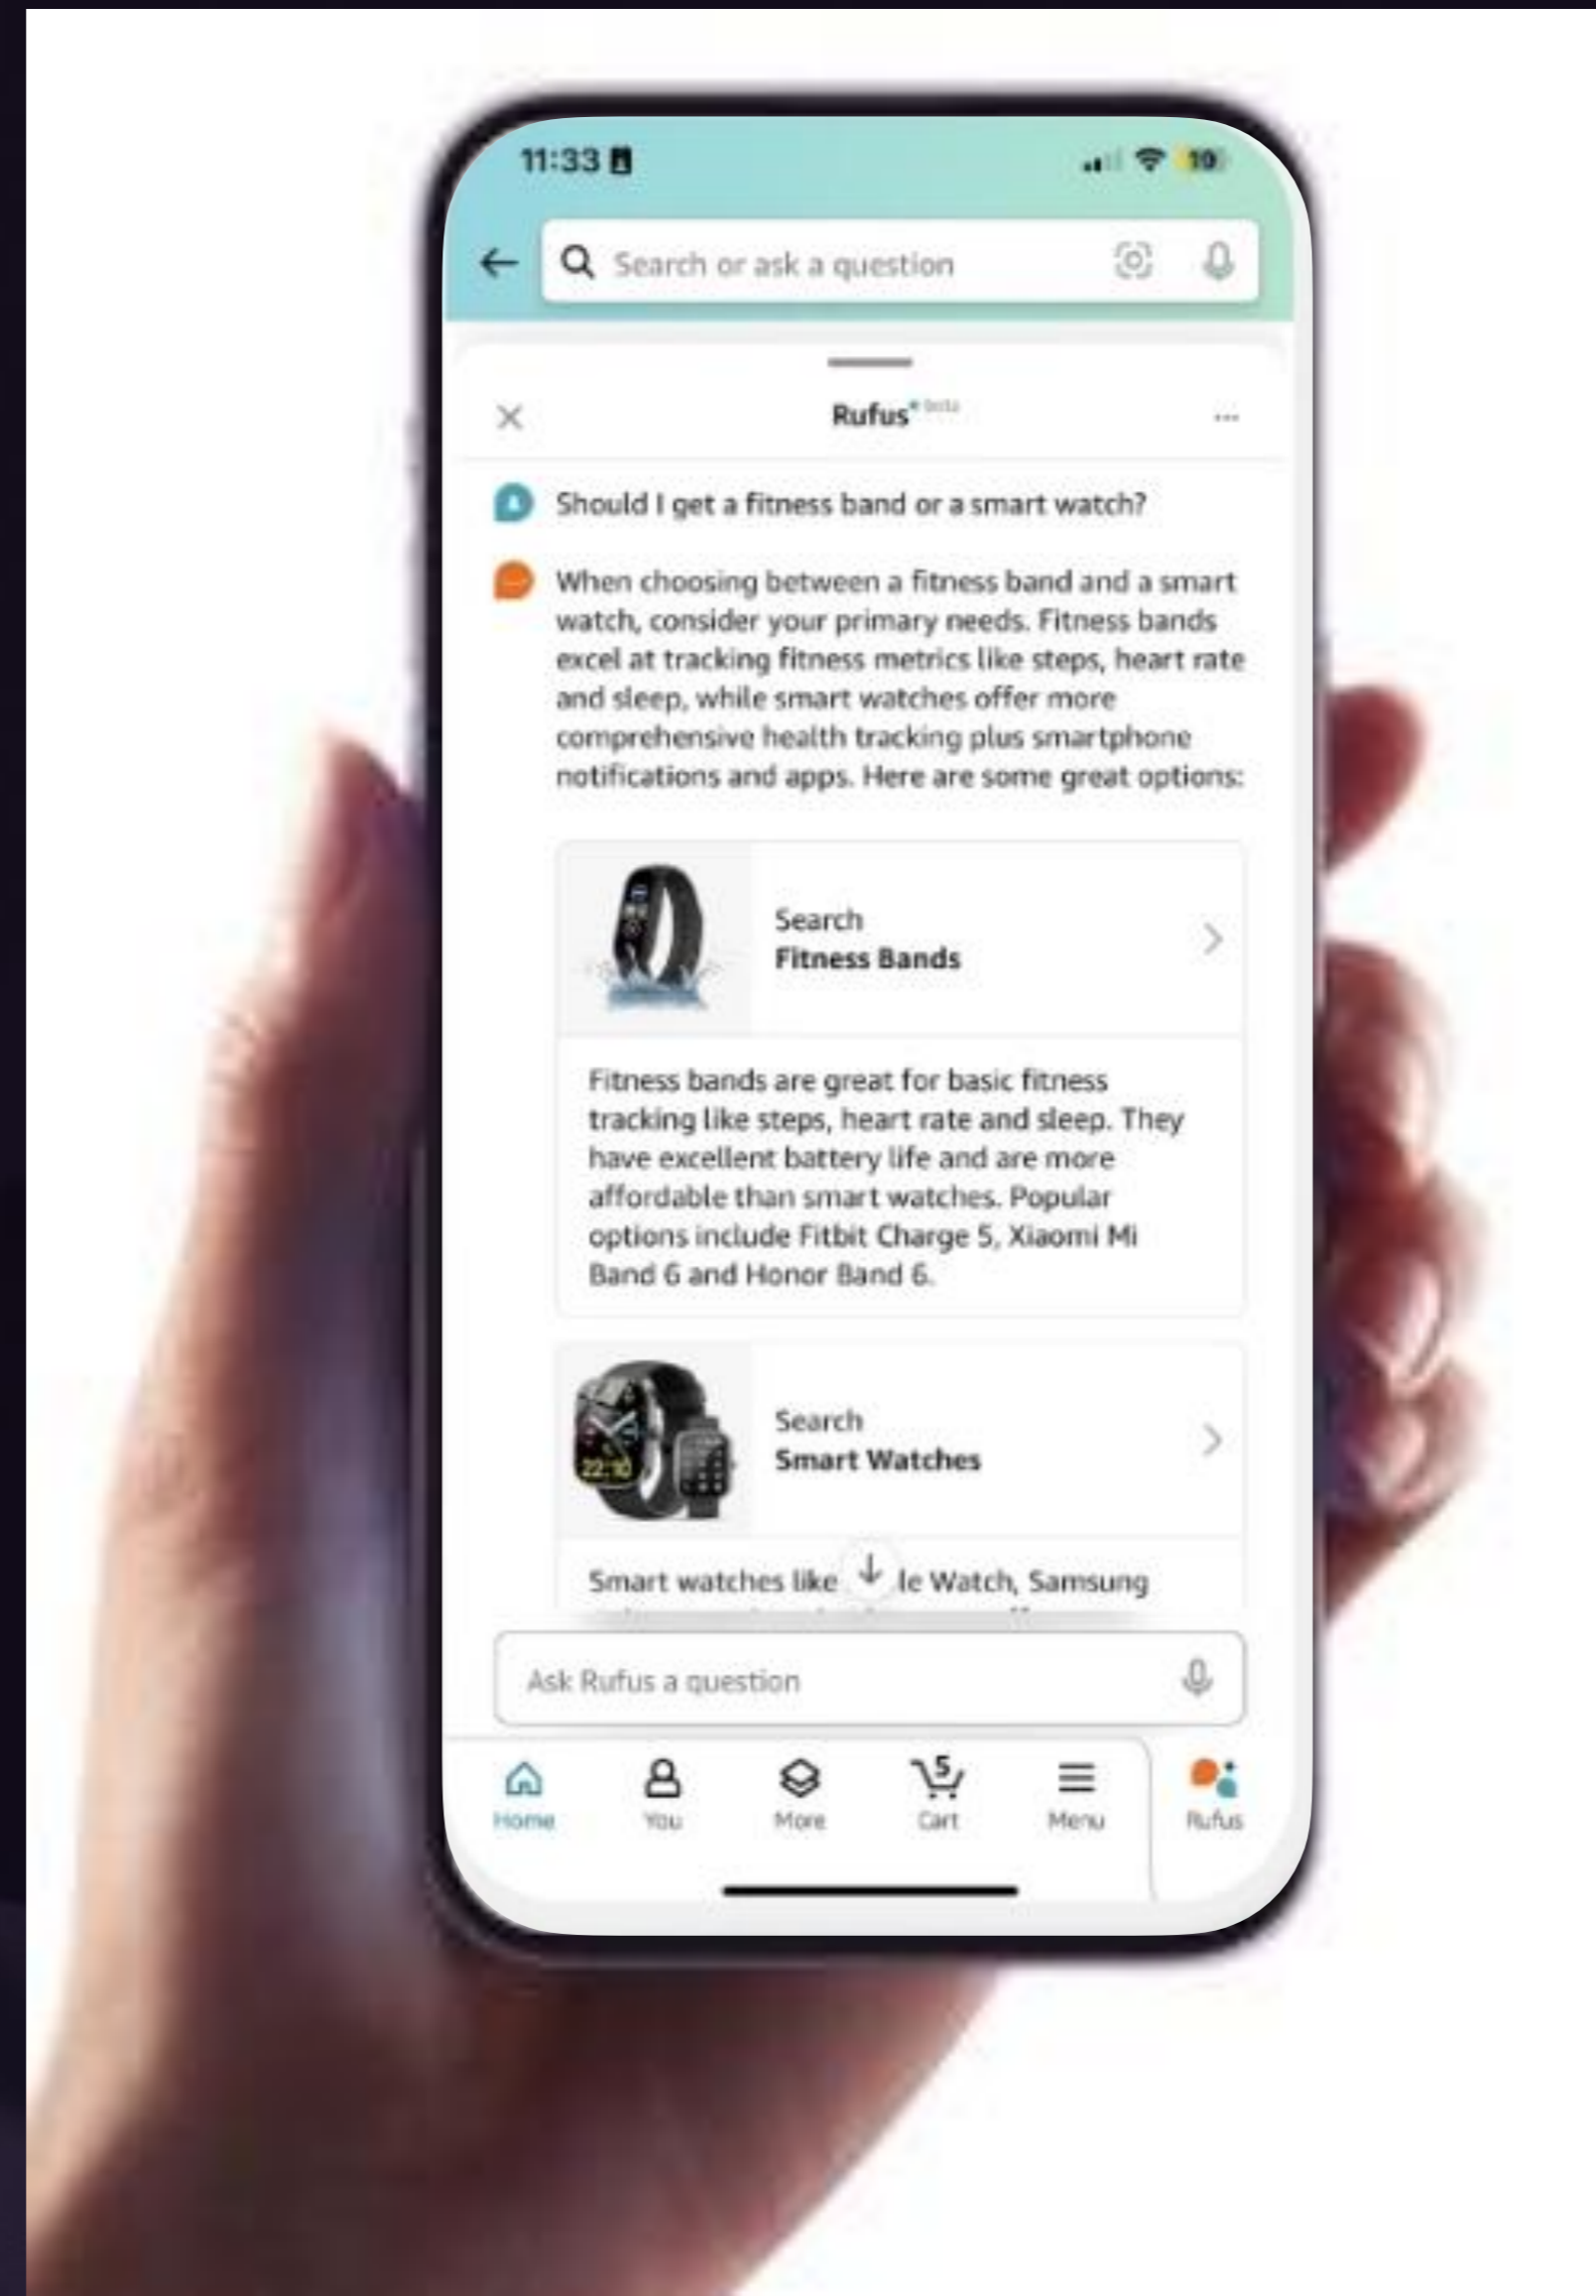 11:33
19
Search or ask a question
Rufus beta
Should I get a fitness band or a smart watch?
When choosing between a fitness band and a smart
watch, consider your primary needs. Fitness bands
excel at tracking fitness metrics like steps, heart rate
and sleep, while smart watches offer more
comprehensive health tracking plus smartphone
notifications and apps. Here are some great options:
Search
Fitness Bands
Fitness bands are great for basic fitness
tracking like steps, heart rate and sleep. They
have excellent battery life and are more
affordable than smart watches. Popular
options include Fitbit Charge 5, Xiaomi Mi
Band 6 and Honor Band 6.
22:10
Search
Smart Watches
Smart watches like le Watch, Samsung
Ask Rufus a question
5
Home
You
More
Cart
Menu
Rufus